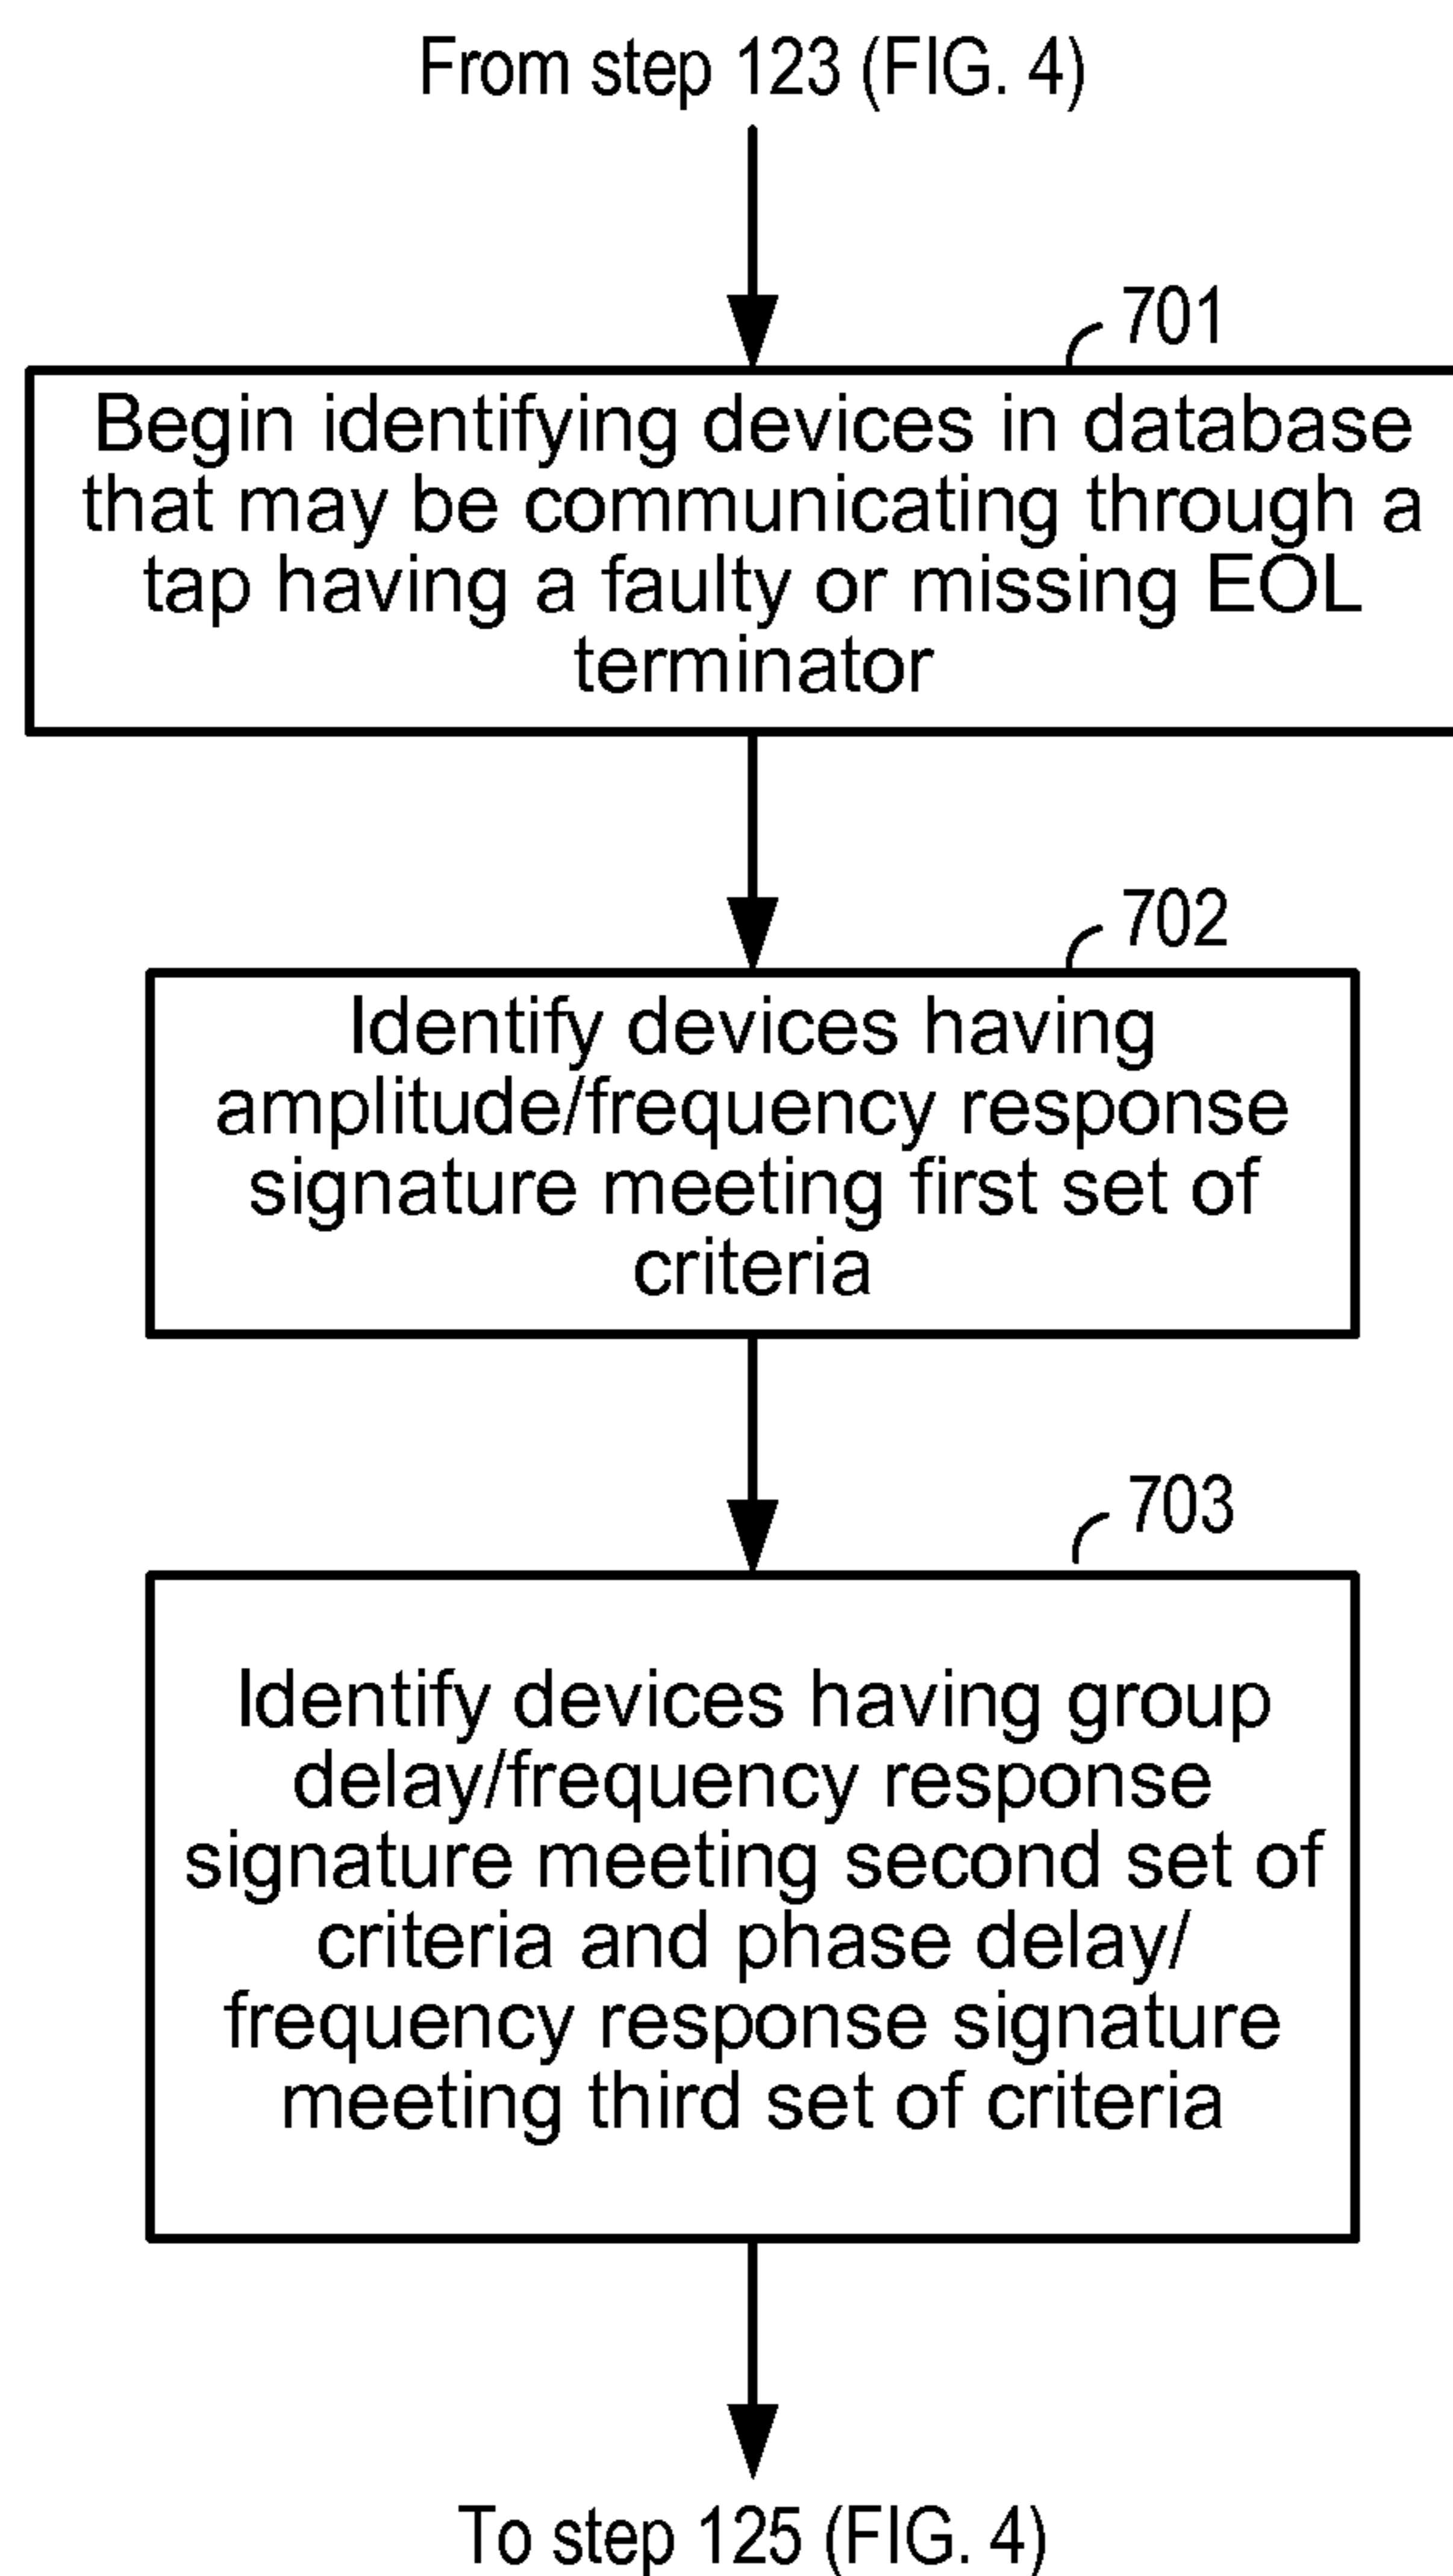 From step 123 (FIG. 4)
701
Begin identifying devices in database
that may be communicating through a
tap having a faulty or missing EOL
terminator
702
Identify devices having
amplitude/frequency response
signature meeting first set of
criteria
703
Identify devices having group
delay/frequency response
signature meeting second set of
criteria and phase delay/
frequency response signature
meeting third set of criteria
To step 125 (FIG. 4)